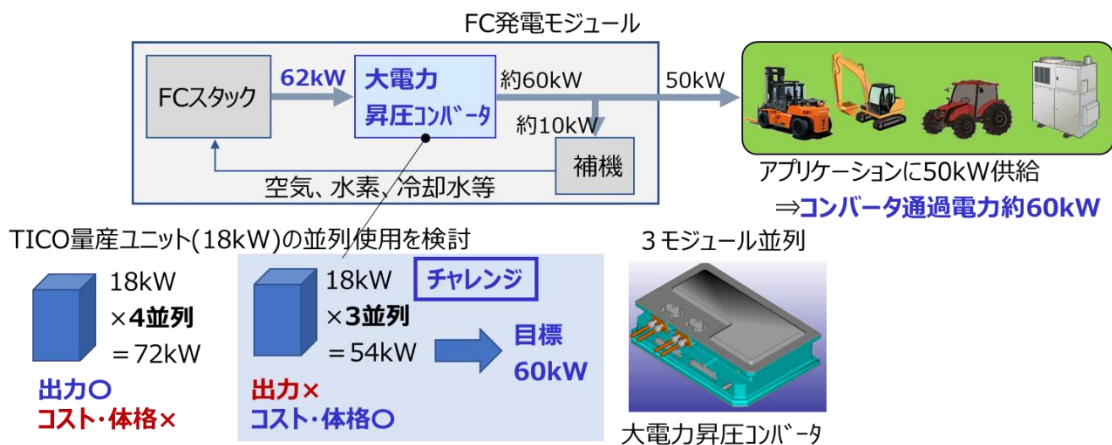 FC発電モジュール
FCスタック
62kW
大電力
昇圧コンバータ
約60kW
50kW
約10kW
補機
空気、水素、冷却水等
アプリケーションに50kW供給
⇒コンバータ通過電力約60kW
TICO量産ユニット(18kW)の並列使用を検討
18kW
×4並列
=72kW
出力〇
コスト・体格×
チャレンジ
18kW
×3並列
=54kW
出力×
コスト・体格〇
目標
60kW
3モジュール並列
大電力昇圧コンバータ